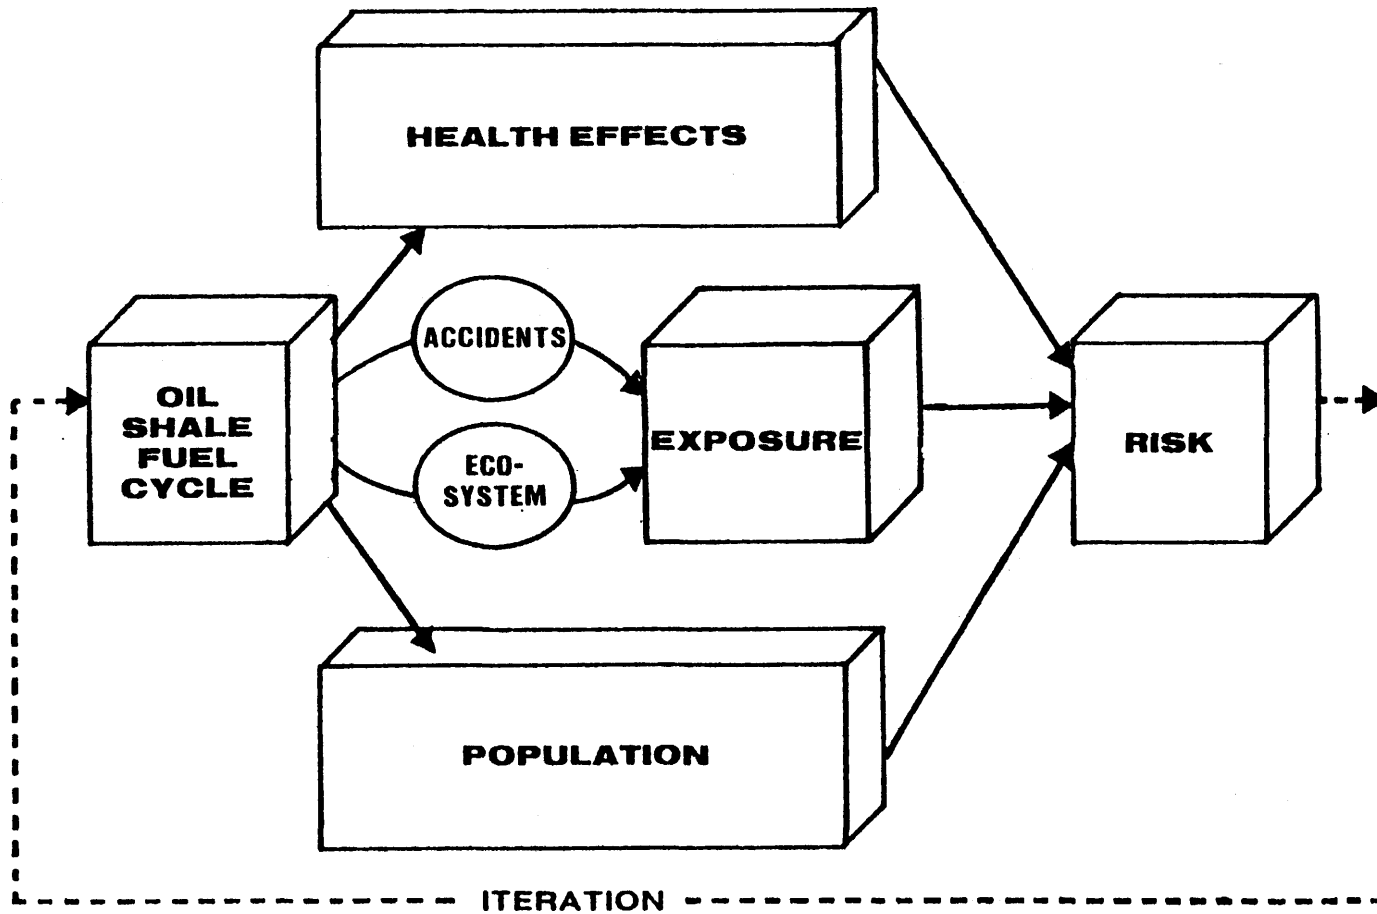 HEALTH EFFECTS
ACCIDENTS
OIL
SHALE
FUEL
CYCLE
ECO-
SYSTEM
EXPOSURE
RISK
POPULATION
ITERATION